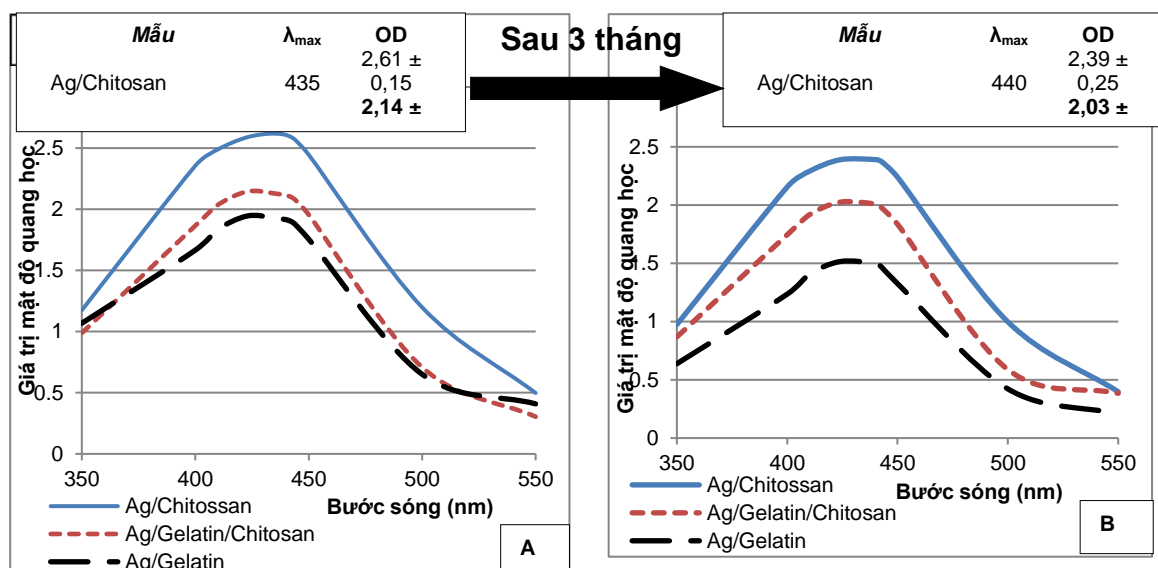 Mẫu λmax OD
2,61 ±
Ag/Chitosan 435 0,15
2,14 ±
Sau 3 tháng
Mẫu λmax OD
2,39 ±
Ag/Chitosan 440 0,25
2,03 ±
Giá trị mật độ quang học
2.5
2
1.5
1
0.5
0
350 400 450 500 550
Bước sóng (nm)
Ag/Chitossan
Ag/Gelatin/Chitosan
Ag/Gelatin
A
Giá trị mật độ quang học
2.5
2
1.5
1
0.5
0
350 400 450 500 550
Bước sóng (nm)
Ag/Chitossan
Ag/Gelatin/Chitosan
Ag/Gelatin
B